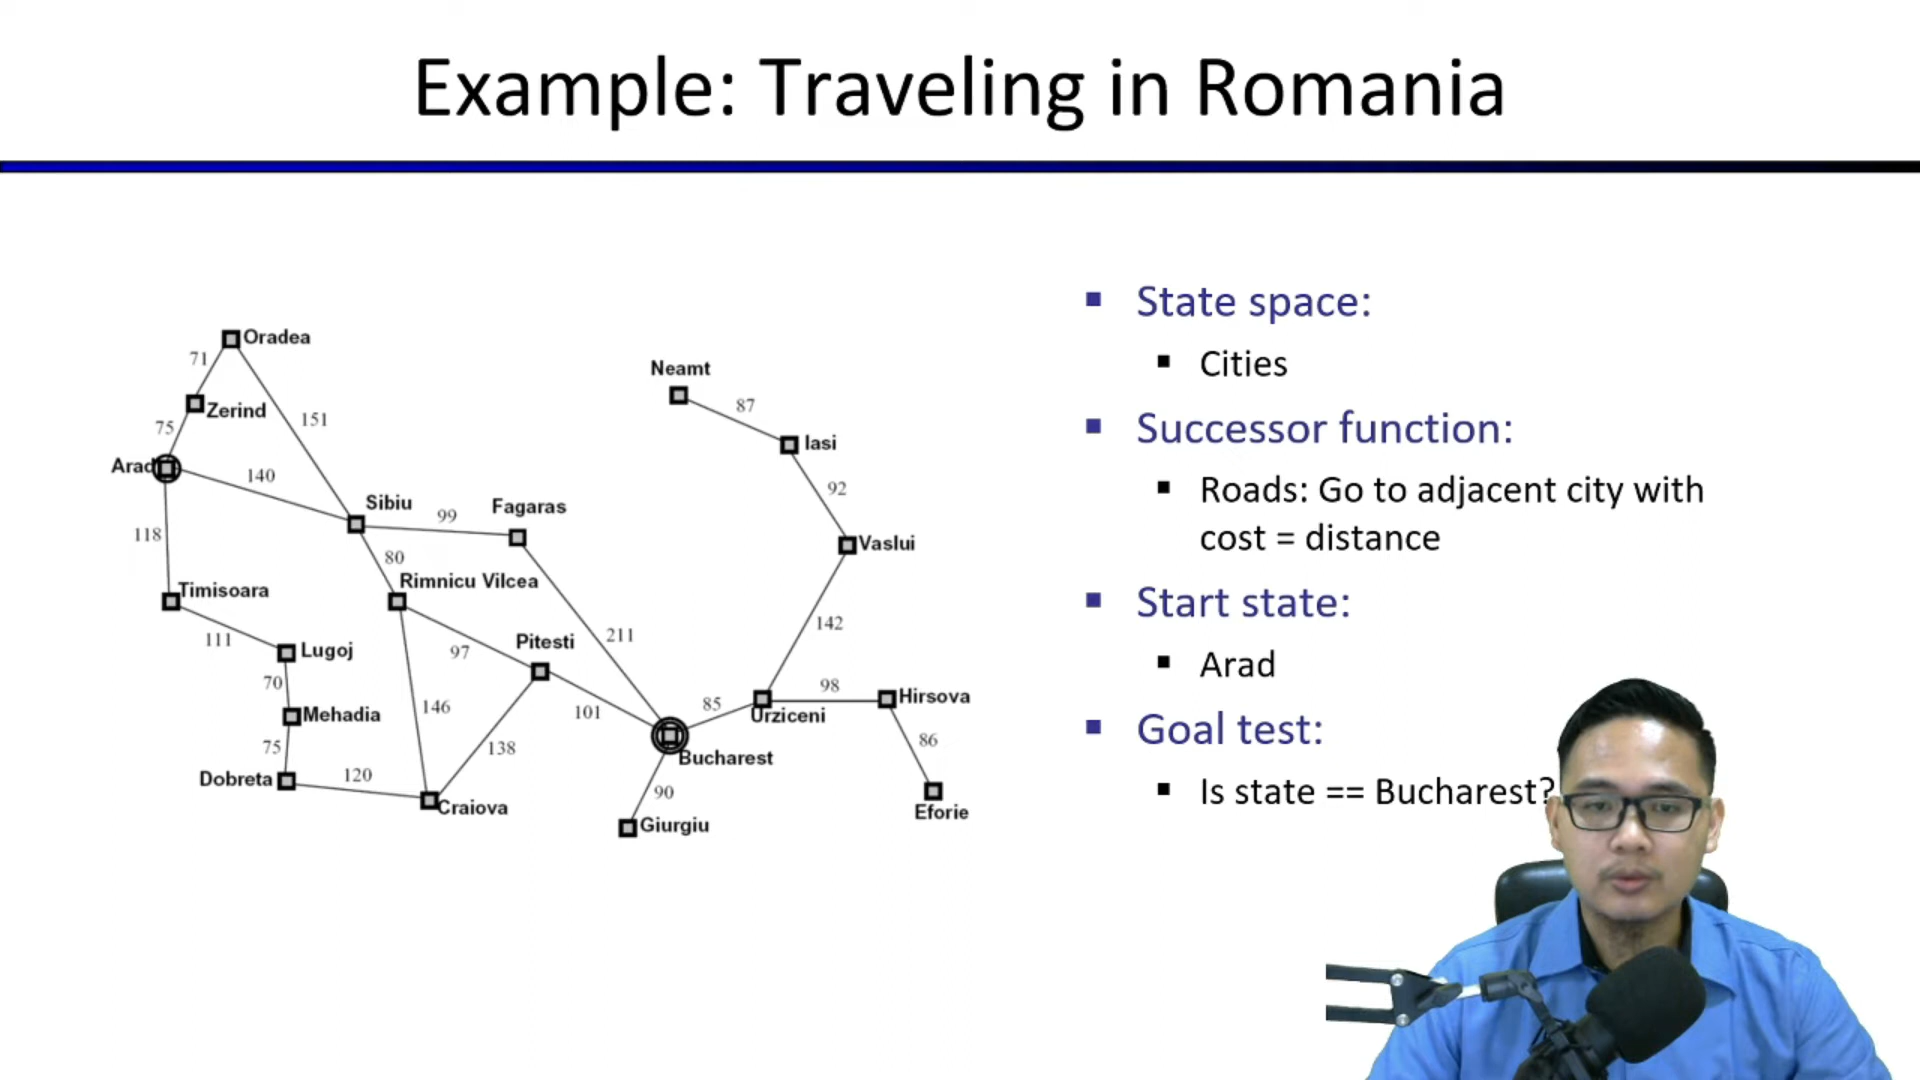 Example: Traveling in Romania
Oradea
71
Zerind
151
75
Arad
140
118
Sibiu
99
Fagaras
80
Rimnicu Vilcea
Timisoara
111
Lugoj
70
Mehadia
75
Dobreta
120
Craiova
146
97
Pitesti
138
101
211
Bucharest
90
Giurgiu
85
Urziceni
98
Hirsova
86
Eforie
142
Vaslui
92
Iasi
87
Neamt
State space:
Cities
Successor function:
Roads: Go to adjacent city with
cost = distance
Start state:
Arad
Goal test:
Is state == Bucharest?